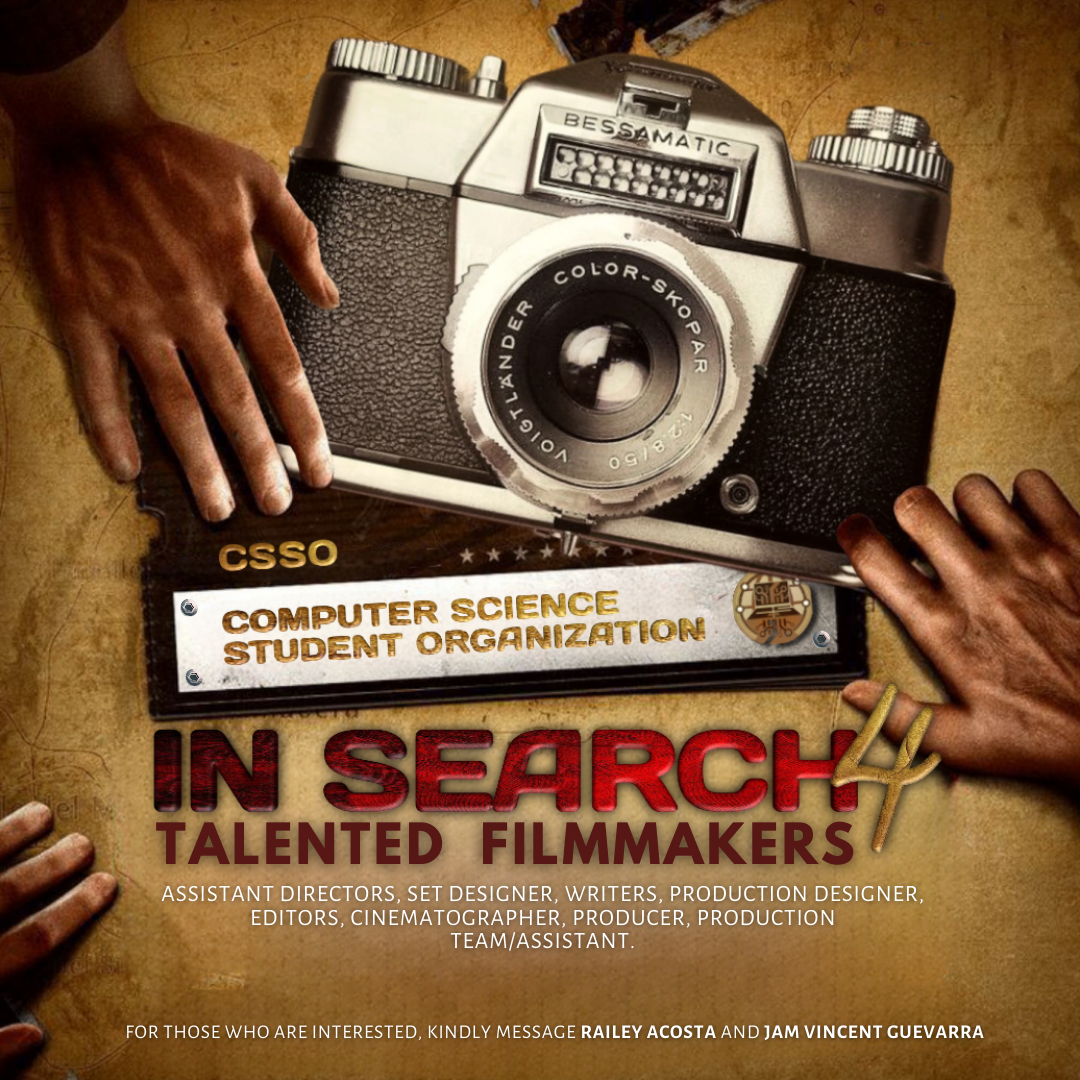 BESSAMATIC
COLOR-SKOPAR
VOIGTLÄNDER
1:2.8/50
CSSO
COMPUTER SCIENCE
STUDENT ORGANIZATION
IN SEARCH 4
TALENTED FILMMAKERS
ASSISTANT DIRECTORS, SET DESIGNER, WRITERS, PRODUCTION DESIGNER,
EDITORS, CINEMATOGRAPHER, PRODUCER, PRODUCTION
TEAM/ASSISTANT.
FOR THOSE WHO ARE INTERESTED, KINDLY MESSAGE RAILEY ACOSTA AND JAM VINCENT GUEVARRA